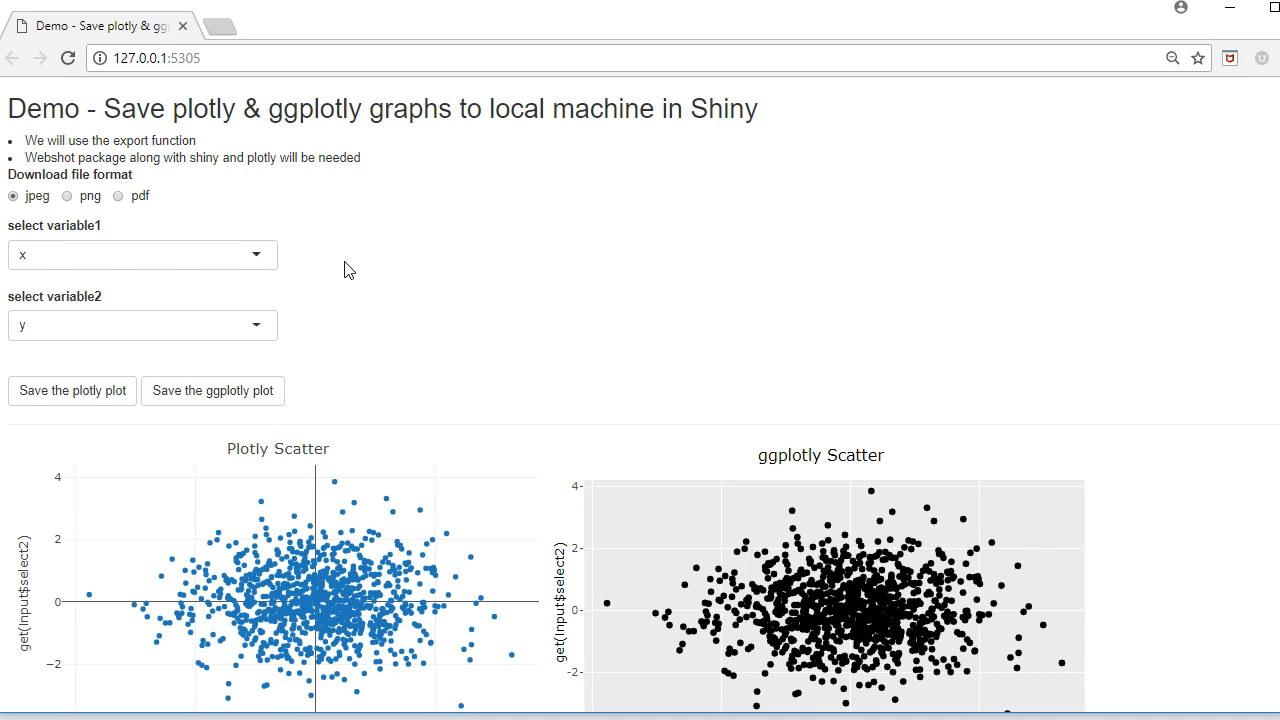 Demo - Save plotly & ggp
127.0.0.1:5305
Demo - Save plotly & ggplotly graphs to local machine in Shiny
• We will use the export function
• Webshot package along with shiny and plotly will be needed
Download file format
jpeg png pdf
select variable1
x
select variable2
y
Save the plotly plot Save the ggplotly plot
Plotly Scatter
ggplotly Scatter
get(input$select2)
4
2
0
−2
get(input$select2)
4
2
0
-2